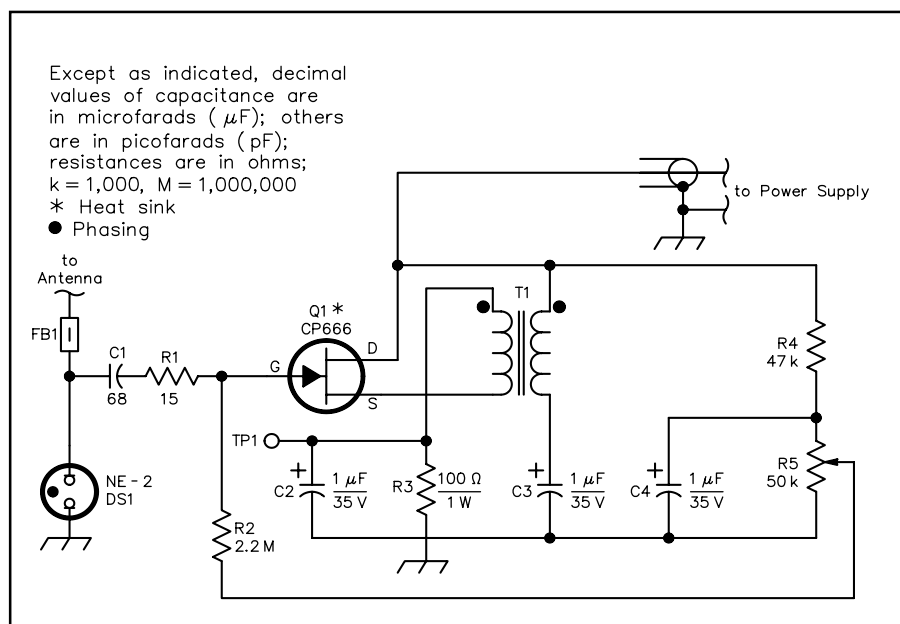 Except as indicated, decimal
values of capacitance are
in microfarads ( μF); others
are in picofarads ( pF);
resistances are in ohms;
k = 1,000, M = 1,000,000
* Heat sink
● Phasing
to Power Supply
to
Antenna
FB1
C1
68
R1
15
Q1 *
CP666
G
D
S
T1
R4
47 k
TP1
NE - 2
DS1
R2
2.2 M
C2
+
1 μF
35 V
R3
100 Ω
1 W
C3
+
1 μF
35 V
C4
+
1 μF
35 V
R5
50 k